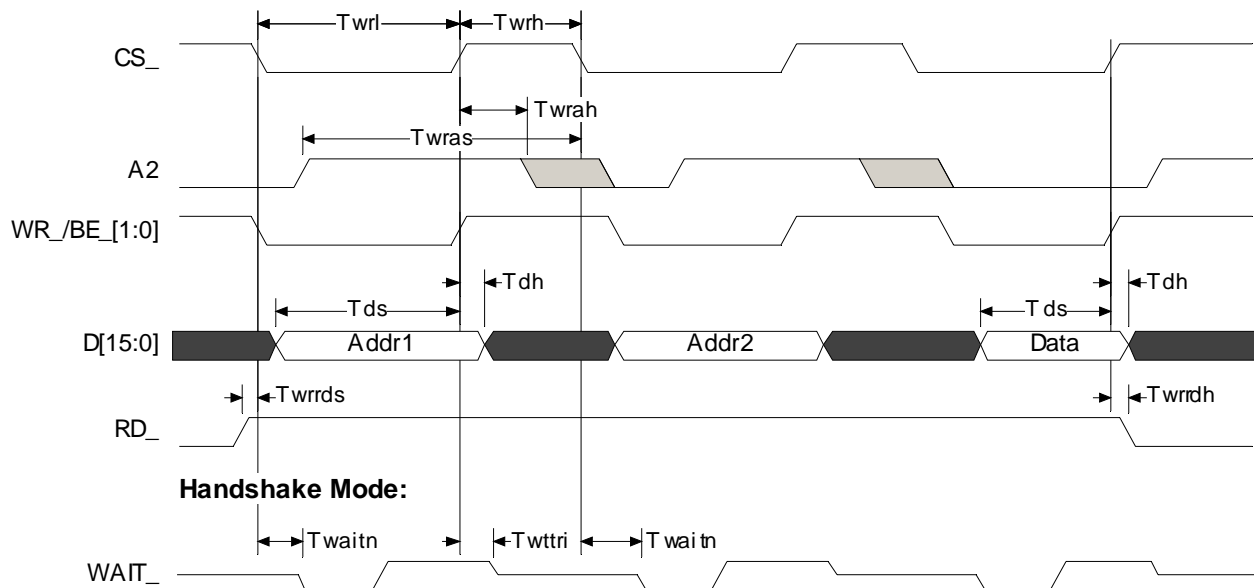 Twrl
Twrh
CS_
Twrah
Twras
A2
WR_/BE_[1:0]
Tdh
Tdh
Tds
Tds
D[15:0]
Addr1
Addr2
Data
Twrrds
Twrrdh
RD_
Handshake Mode:
Twaitn
Twttri
Twaitn
WAIT_